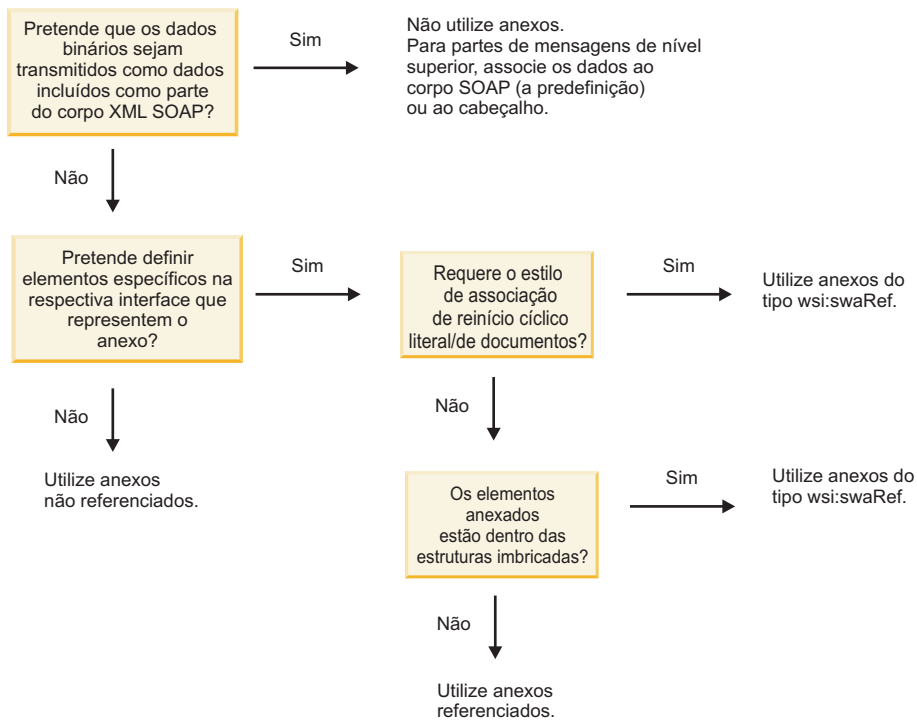 Pretende que os dados
binários sejam
transmitidos como dados
incluídos como parte
do corpo XML SOAP?
Sim
Não utilize anexos.
Para partes de mensagens de nível
superior, associe os dados ao
corpo SOAP (a predefinição)
ou ao cabeçalho.
Não
Pretende definir
elementos específicos na
respectiva interface que
representem o
anexo?
Sim
Requere o estilo
de associação
de reinício cíclico
literal/de documentos?
Sim
Utilize anexos do
tipo wsi:swaRef.
Não
Utilize anexos
não referenciados.
Não
Os elementos
anexados
estão dentro das
estruturas imbricadas?
Sim
Utilize anexos do
tipo wsi:swaRef.
Não
Utilize anexos
referenciados.